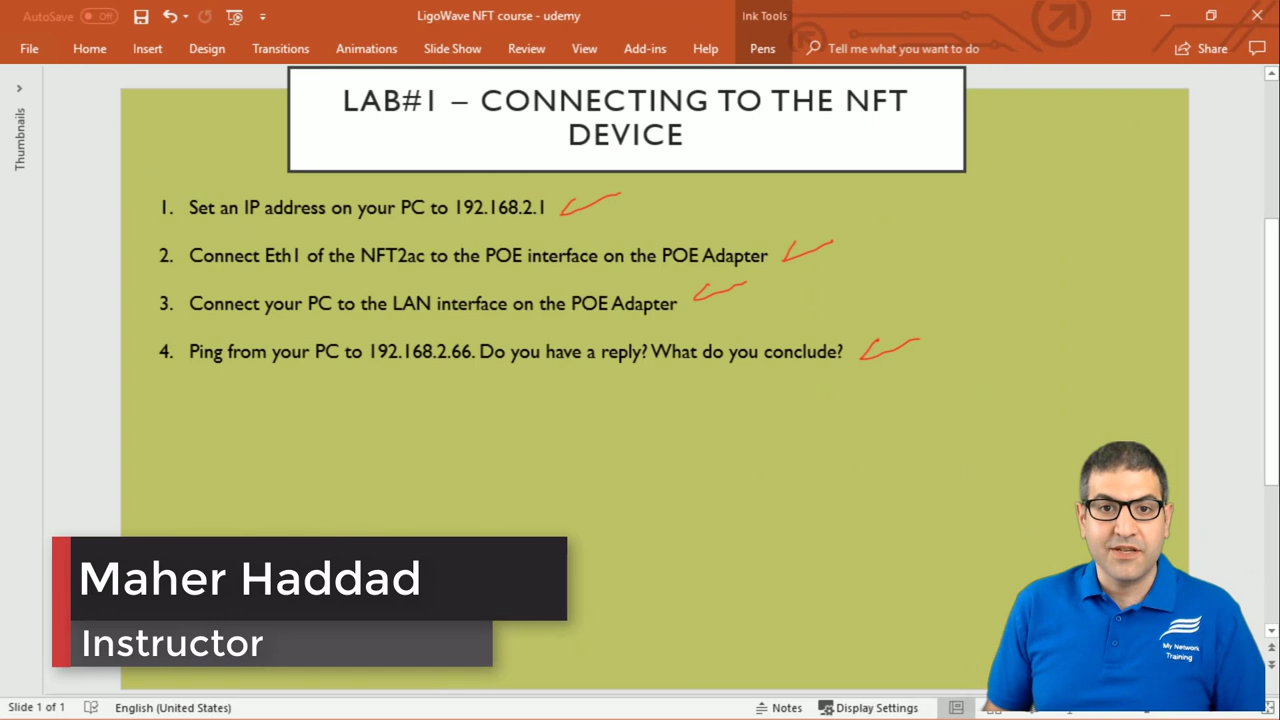 AutoSave Off
LigoWave NFT course - udemy
Ink Tools
File Home Insert Design Transitions Animations Slide Show Review View Add-ins Help Pens Tell me what you want to do Share
Thumbnails
LAB#1 – CONNECTING TO THE NFT
DEVICE
1. Set an IP address on your PC to 192.168.2.1
2. Connect Eth1 of the NFT2ac to the POE interface on the POE Adapter
3. Connect your PC to the LAN interface on the POE Adapter
4. Ping from your PC to 192.168.2.66. Do you have a reply? What do you conclude?
Maher Haddad
Instructor
My Network
Training
Slide 1 of 1 English (United States) Notes Display Settings